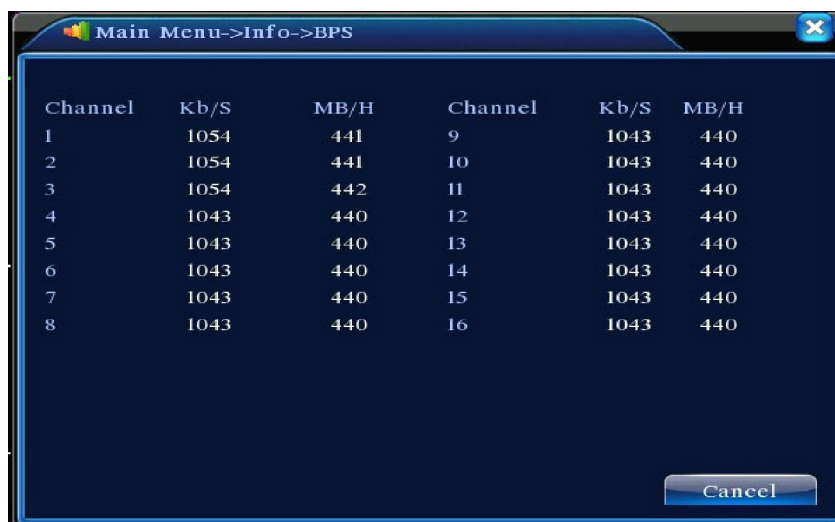 Main Menu->Info->BPS
Channel Kb/S MB/H Channel Kb/S MB/H
1 1054 441 9 1043 440
2 1054 441 10 1043 440
3 1054 442 11 1043 440
4 1043 440 12 1043 440
5 1043 440 13 1043 440
6 1043 440 14 1043 440
7 1043 440 15 1043 440
8 1043 440 16 1043 440
Cancel